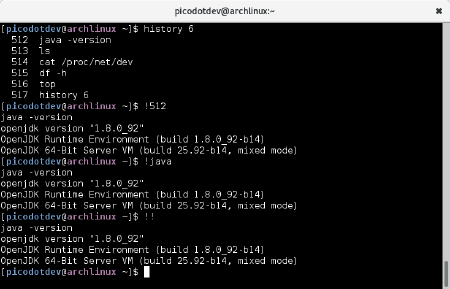 picodotdev@archlinux:~
[picodotdev@archlinux ~]$ history 6
512 java -version
513 ls
514 cat /proc/net/dev
515 df -h
516 top
517 history 6
[picodotdev@archlinux ~]$ !512
java -version
openjdk version "1.8.0_92"
OpenJDK Runtime Environment (build 1.8.0_92-b14)
OpenJDK 64-Bit Server VM (build 25.92-b14, mixed mode)
[picodotdev@archlinux ~]$ !java
java -version
openjdk version "1.8.0_92"
OpenJDK Runtime Environment (build 1.8.0_92-b14)
OpenJDK 64-Bit Server VM (build 25.92-b14, mixed mode)
[picodotdev@archlinux ~]$ !!
java -version
openjdk version "1.8.0_92"
OpenJDK Runtime Environment (build 1.8.0_92-b14)
OpenJDK 64-Bit Server VM (build 25.92-b14, mixed mode)
[picodotdev@archlinux ~]$